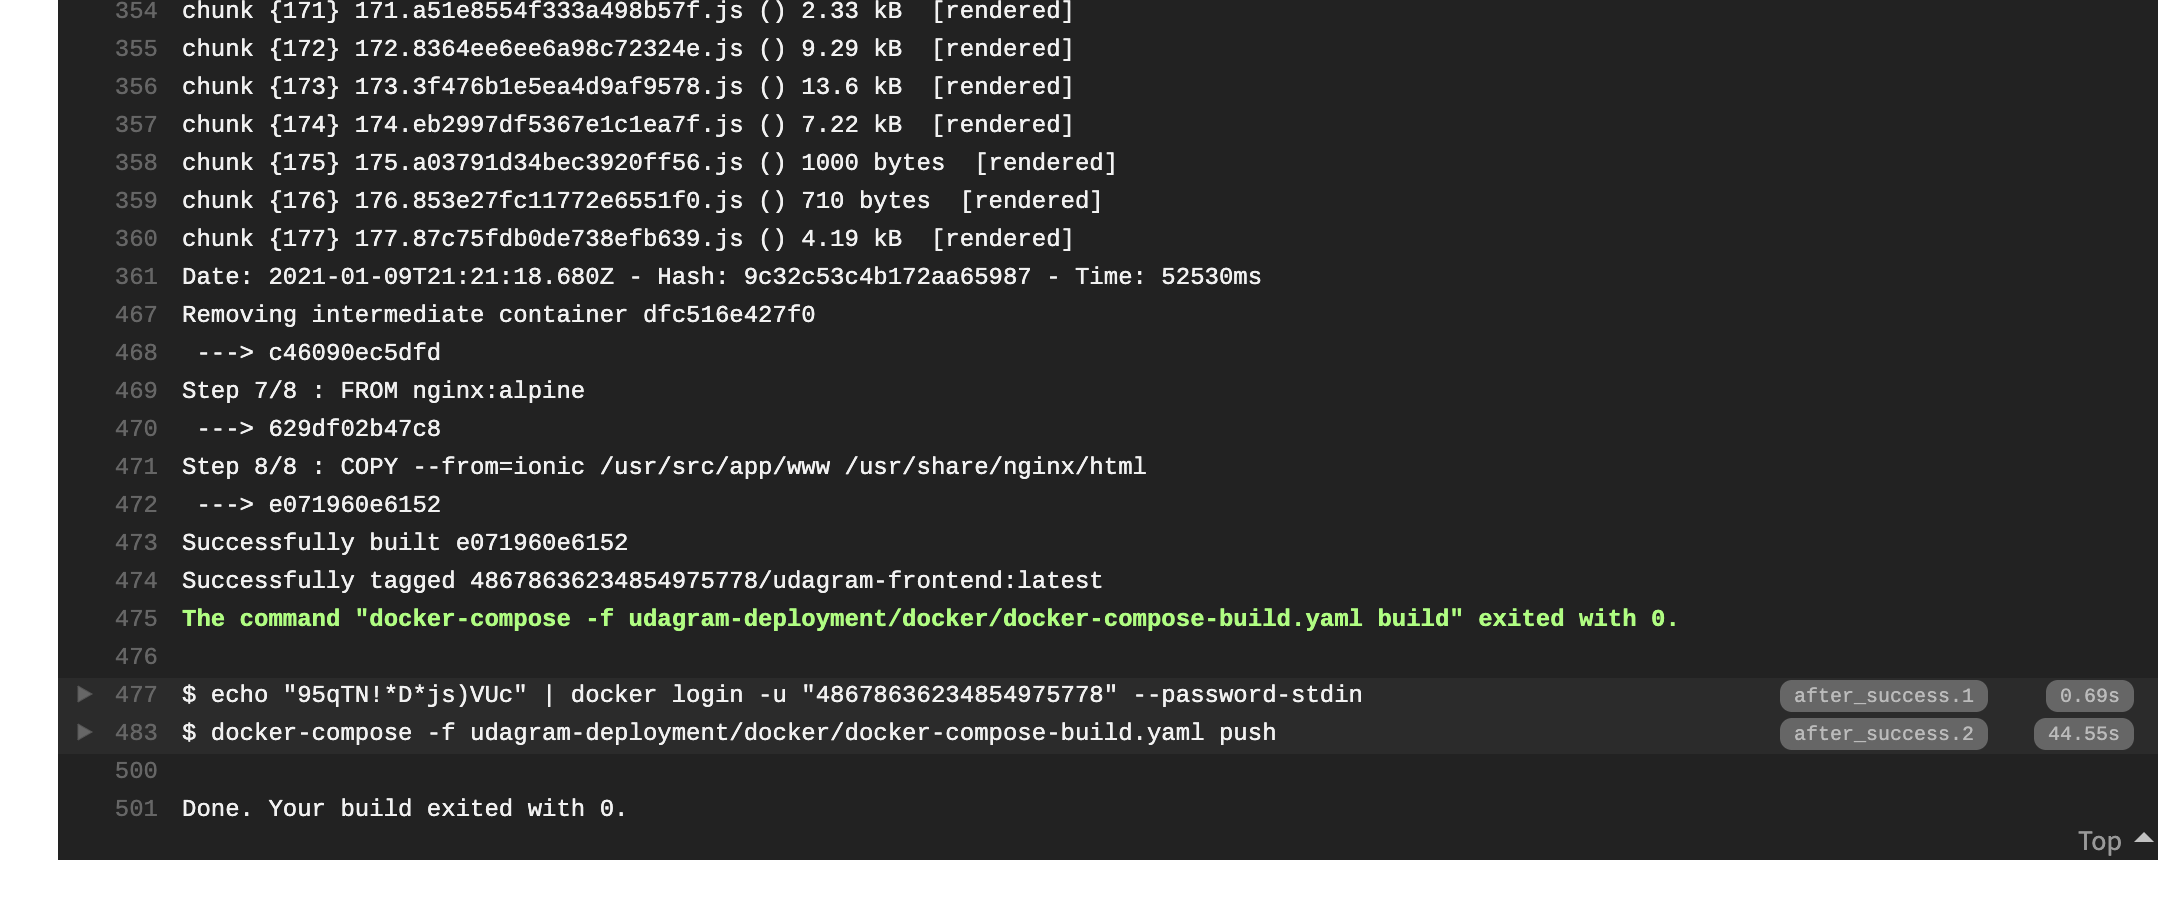 354 chunk {171} 171.a51e8554f333a498b57f.js () 2.33 kB  [rendered]
355 chunk {172} 172.8364ee6ee6a98c72324e.js () 9.29 kB  [rendered]
356 chunk {173} 173.3f476b1e5ea4d9af9578.js () 13.6 kB  [rendered]
357 chunk {174} 174.eb2997df5367e1c1ea7f.js () 7.22 kB  [rendered]
358 chunk {175} 175.a03791d34bec3920ff56.js () 1000 bytes  [rendered]
359 chunk {176} 176.853e27fc11772e6551f0.js () 710 bytes  [rendered]
360 chunk {177} 177.87c75fdb0de738efb639.js () 4.19 kB  [rendered]
361 Date: 2021-01-09T21:21:18.680Z - Hash: 9c32c53c4b172aa65987 - Time: 52530ms
467 Removing intermediate container dfc516e427f0
468  ---> c46090ec5dfd
469 Step 7/8 : FROM nginx:alpine
470  ---> 629df02b47c8
471 Step 8/8 : COPY --from=ionic /usr/src/app/www /usr/share/nginx/html
472  ---> e071960e6152
473 Successfully built e071960e6152
474 Successfully tagged 48678636234854975778/udagram-frontend:latest
475 The command "docker-compose -f udagram-deployment/docker/docker-compose-build.yaml build" exited with 0.
476
477 $ echo "95qTN!*D*js)VUc" | docker login -u "48678636234854975778" --password-stdin after_success.1 0.69s
483 $ docker-compose -f udagram-deployment/docker/docker-compose-build.yaml push after_success.2 44.55s
500
501 Done. Your build exited with 0.
Top